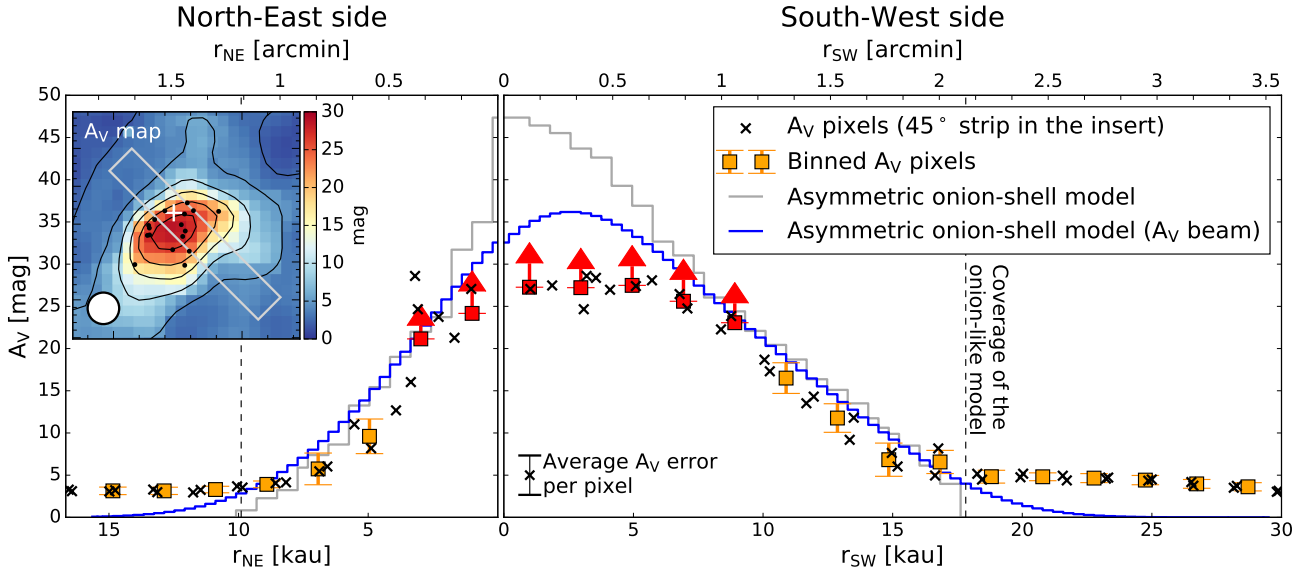 North-East side
South-West side
r_NE [arcmin]
r_SW [arcmin]
1.5 1 0.5
0 0.5 1 1.5 2 2.5 3 3.5
A_V [mag]
50
45
40
35
30
25
20
15
10
5
0
A_V map
30
25
20
15
10
5
0
mag
A_V pixels (45° strip in the insert)
Binned A_V pixels
Asymmetric onion-shell model
Asymmetric onion-shell model (A_V beam)
Coverage of the
onion-like model
Average A_V error
per pixel
15 10 5
0 5 10 15 20 25 30
r_NE [kau]
r_SW [kau]